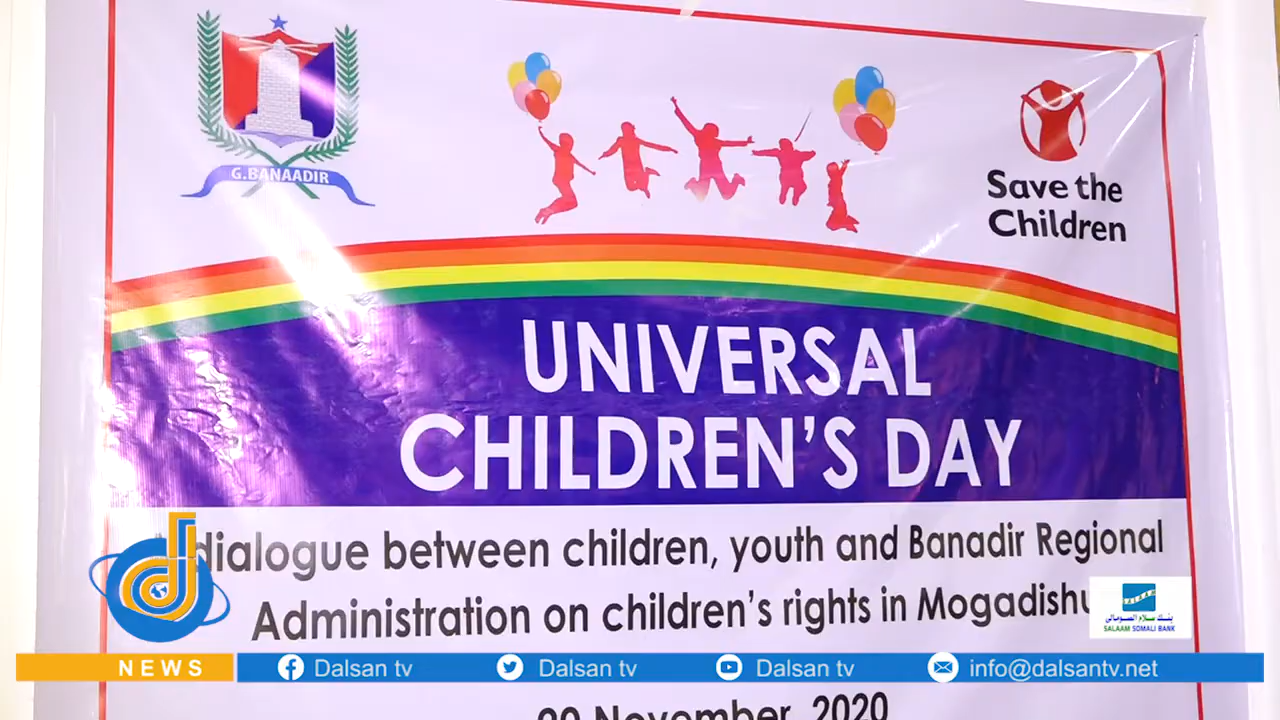 G.BANAADIR
Save the
Children
UNIVERSAL
CHILDREN'S DAY
dialogue between children, youth and Banadir Regional
Administration on children's rights in Mogadishu
SALAAM SOMALI BANK
NEWS
Dalsan tv
Dalsan tv
Dalsan tv
info@dalsantv.net
November, 2020